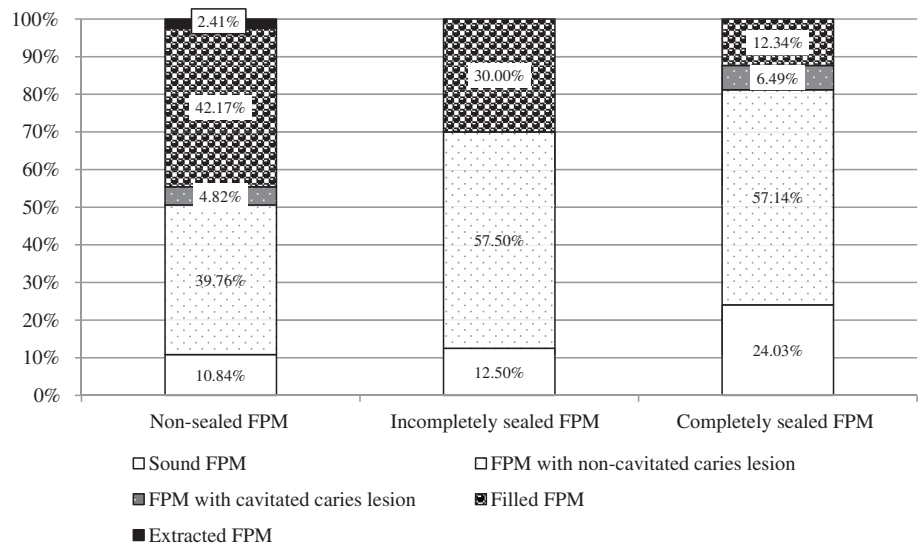 100%
90%
80%
70%
60%
50%
40%
30%
20%
10%
0%
2.41%
42.17%
4.82%
39.76%
10.84%
30.00%
57.50%
12.50%
12.34%
6.49%
57.14%
24.03%
Non-sealed FPM
Incompletely sealed FPM
Completely sealed FPM
Sound FPM
FPM with non-cavitated caries lesion
FPM with cavitated caries lesion
Filled FPM
Extracted FPM